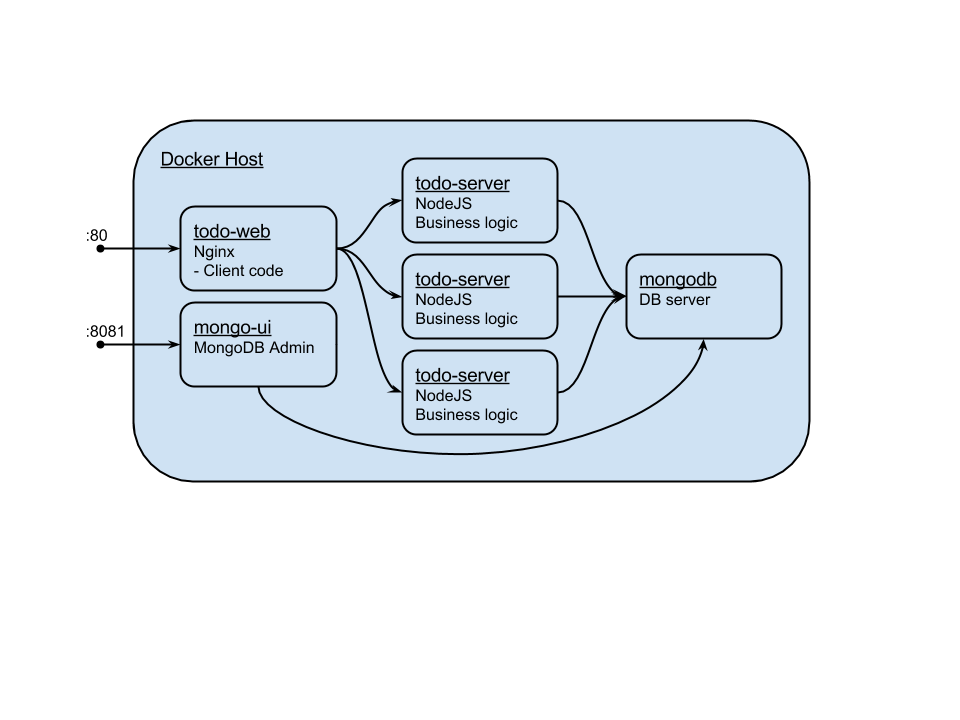 Docker Host
:80
todo-web
Nginx
- Client code
:8081
mongo-ui
MongoDB Admin
todo-server
NodeJS
Business logic
todo-server
NodeJS
Business logic
todo-server
NodeJS
Business logic
mongodb
DB server